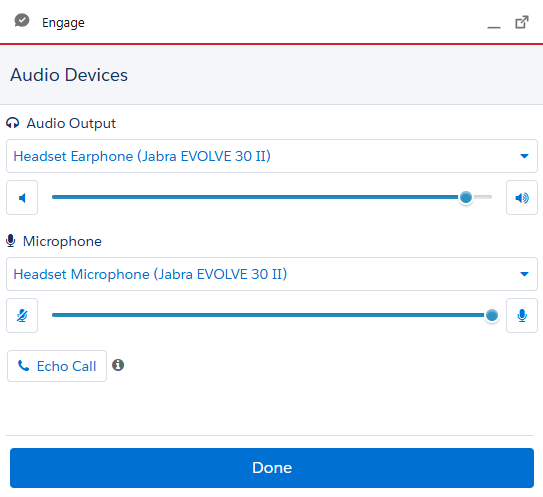 Engage
Audio Devices
Audio Output
Headset Earphone (Jabra EVOLVE 30 II)
Microphone
Headset Microphone (Jabra EVOLVE 30 II)
Echo Call
Done